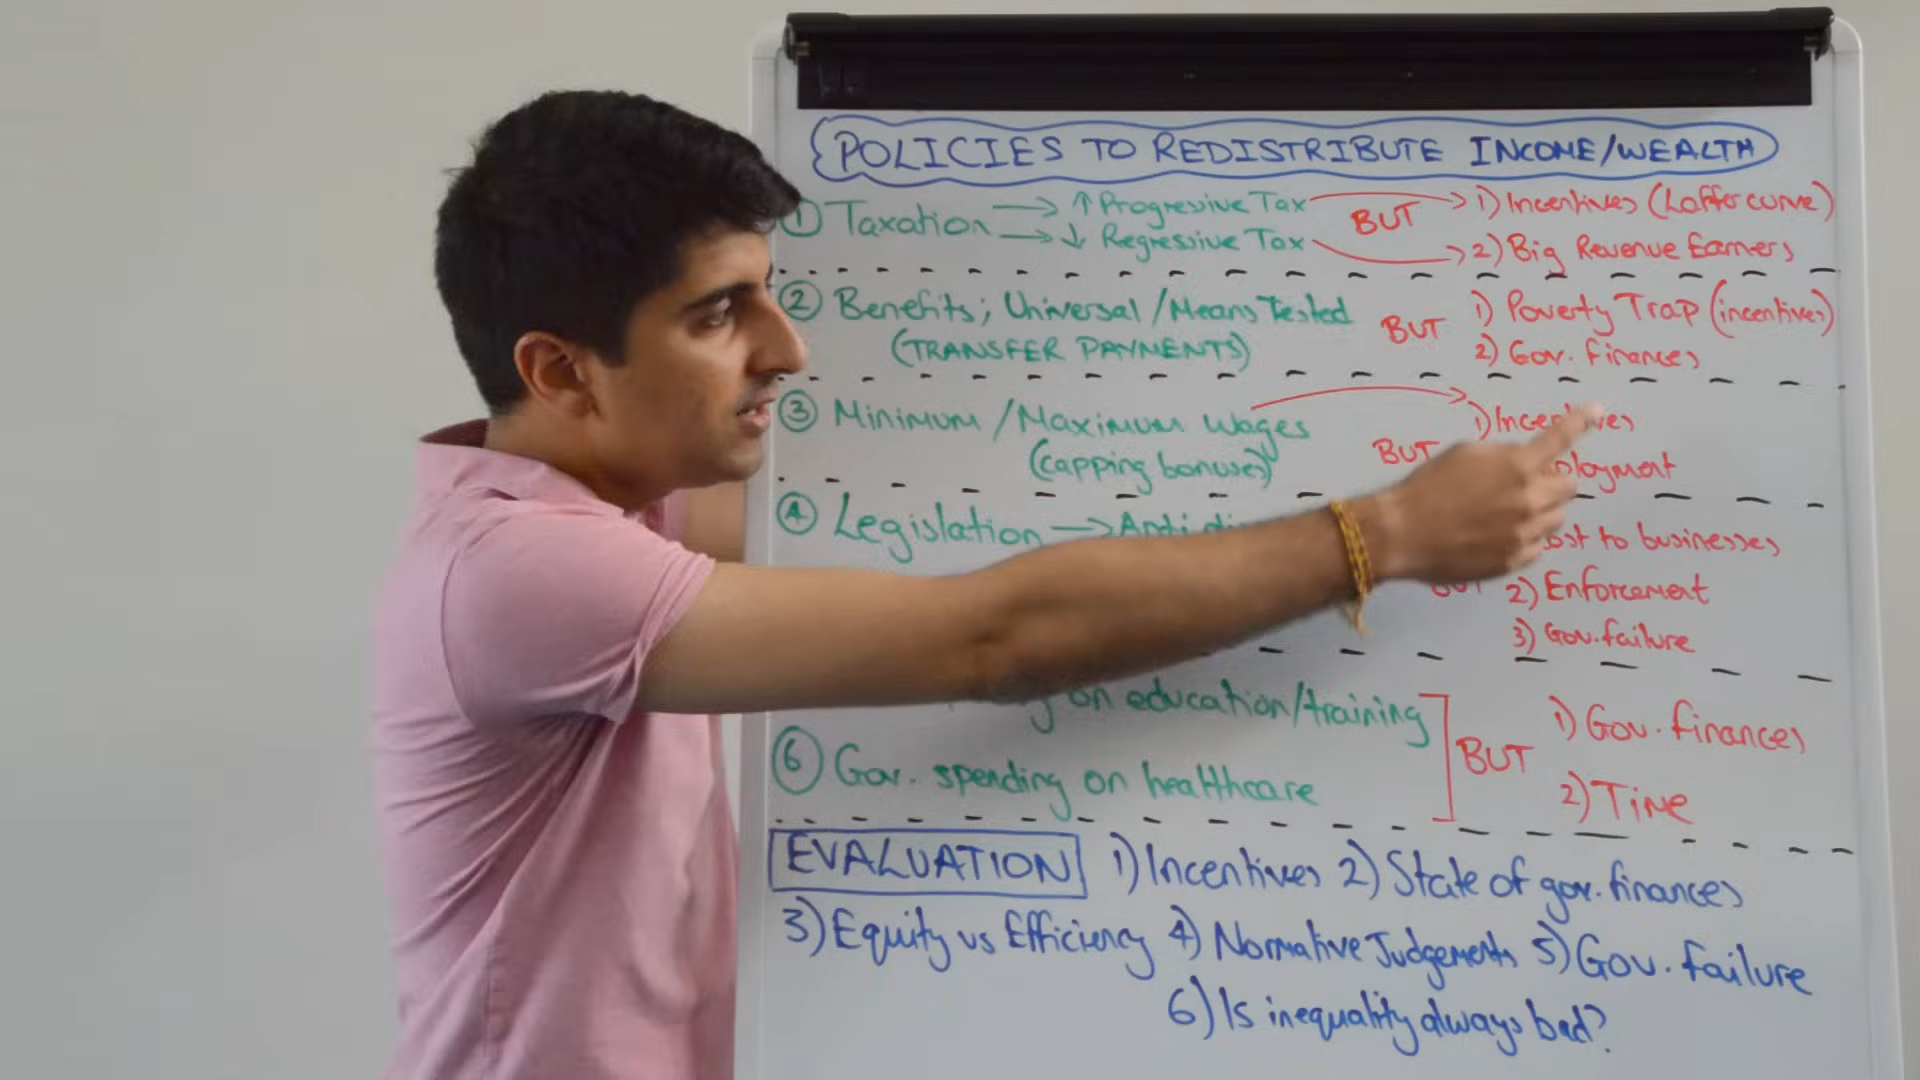 POLICIES TO REDISTRIBUTE INCOME/WEALTH
① Taxation → ↑ Progressive Tax BUT 1) Incentives (Laffer curve)
→ ↓ Regressive Tax 2) Big Revenue Earners
② Benefits; Universal/Means Tested BUT 1) Poverty Trap (incentives)
(TRANSFER PAYMENTS) 2) Gov. finances
③ Minimum/Maximum Wages BUT 1) Incentives
(capping bonuses)
④ Legislation → Anti
BUT 2) Enforcement
to businesses
3) Gov. failure
on education/training
⑥ Gov. spending on healthcare BUT 1) Gov. finances
2) Time
EVALUATION 1) Incentives 2) State of gov. finances
3) Equity vs Efficiency 4) Normative Judgements 5) Gov. failure
6) Is inequality always bad?